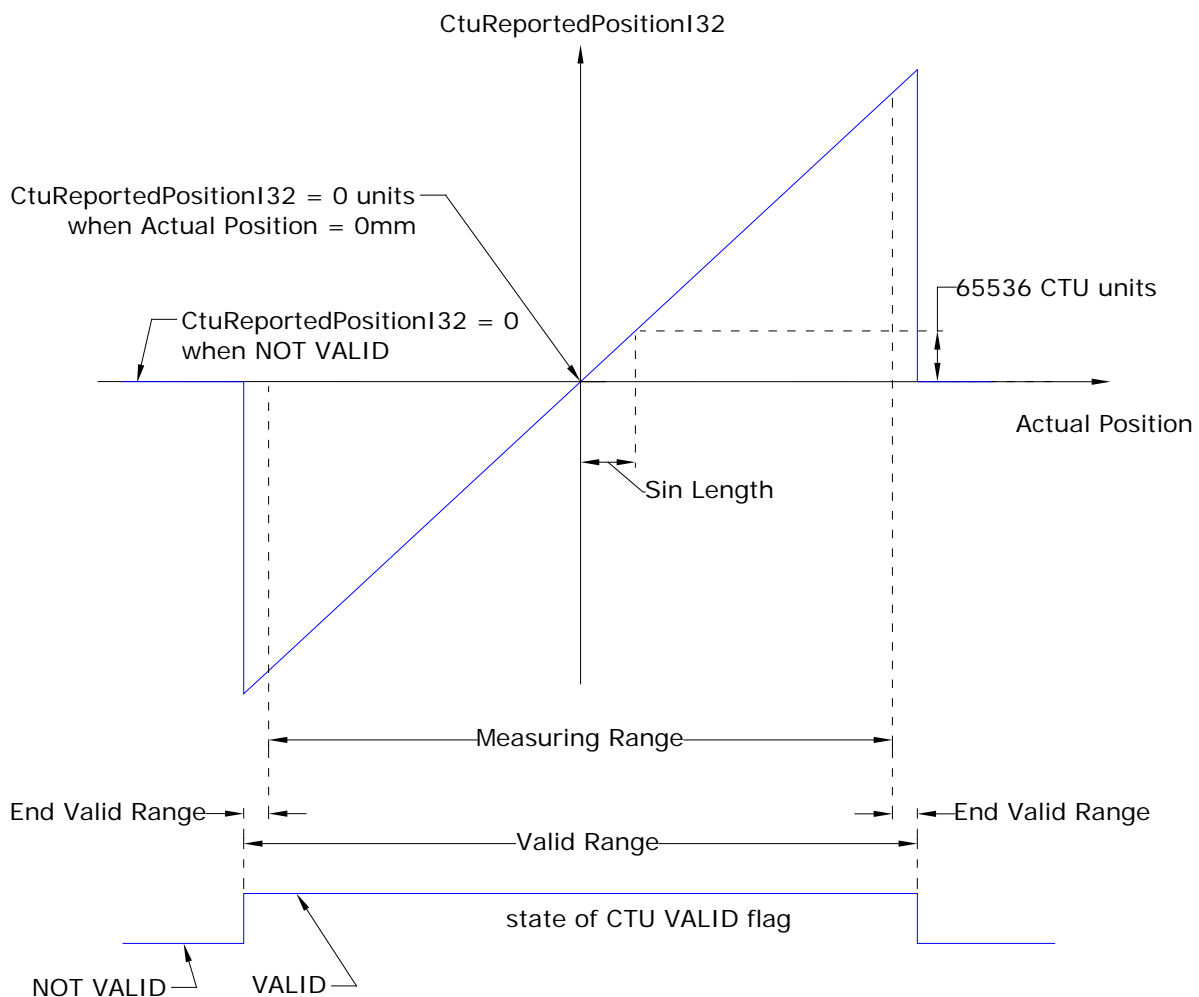 CtuReportedPositionI32
CtuReportedPositionI32 = 0 units
when Actual Position = 0mm
65536 CTU units
CtuReportedPositionI32 = 0
when NOT VALID
Actual Position
Sin Length
Measuring Range
End Valid Range
End Valid Range
Valid Range
state of CTU VALID flag
NOT VALID
VALID